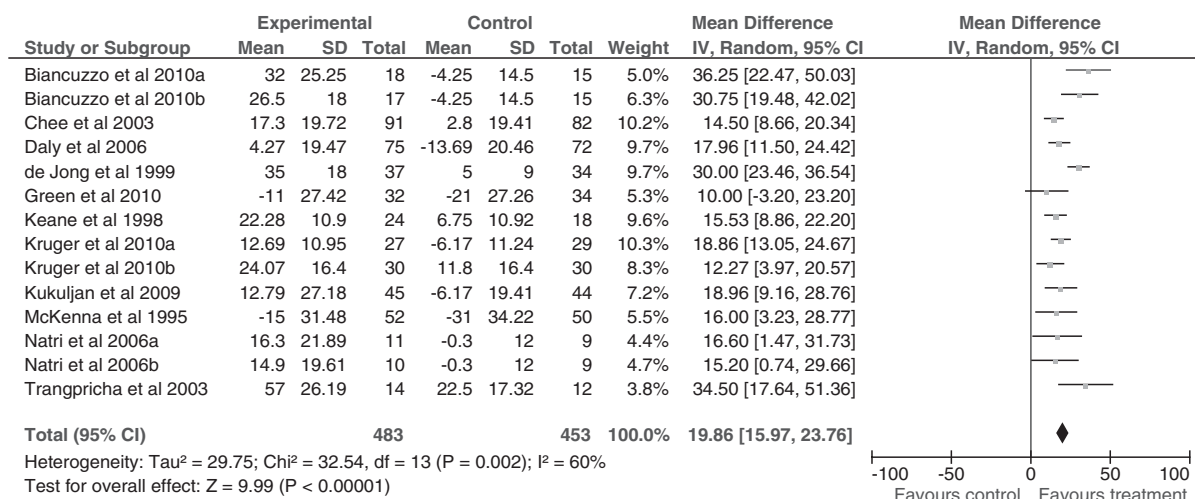 Experimental Control Mean Difference Mean Difference
Study or Subgroup Mean SD Total Mean SD Total Weight IV, Random, 95% CI IV, Random, 95% CI
Biancuzzo et al 2010a 32 25.25 18 -4.25 14.5 15 5.0% 36.25 [22.47, 50.03]
Biancuzzo et al 2010b 26.5 18 17 -4.25 14.5 15 6.3% 30.75 [19.48, 42.02]
Chee et al 2003 17.3 19.72 91 2.8 19.41 82 10.2% 14.50 [8.66, 20.34]
Daly et al 2006 4.27 19.47 75 -13.69 20.46 72 9.7% 17.96 [11.50, 24.42]
de Jong et al 1999 35 18 37 5 9 34 9.6% 30.00 [23.46, 36.54]
Green et al 2010 -11 27.42 32 -21 27.26 34 5.3% 10.00 [-3.20, 23.20]
Keane et al 1998 22.28 10.9 24 6.75 10.92 18 9.6% 15.53 [8.86, 22.20]
Kruger et al 2010a 12.69 10.95 27 -6.17 11.24 29 10.3% 18.86 [13.05, 24.67]
Kruger et al 2010b 24.07 16.4 30 11.8 16.4 30 8.3% 12.27 [3.97, 20.57]
Kukuljan et al 2009 12.79 27.18 45 -6.17 19.41 44 7.2% 18.96 [9.16, 28.76]
McKenna et al 1995 -15 31.48 52 -31 34.22 50 5.5% 16.00 [3.23, 28.77]
Natri et al 2006a 16.3 21.89 11 -0.3 12 9 4.4% 16.60 [1.47, 31.73]
Natri et al 2006b 14.9 19.61 10 -0.3 12 9 4.7% 15.20 [0.74, 29.66]
Trangpricha et al 2003 57 26.19 14 22.5 17.32 12 3.8% 34.50 [17.64, 51.36]
Total (95% CI) 483 453 100.0% 19.86 [15.97, 23.76]
Heterogeneity: Tau² = 29.75; Chi² = 32.54, df = 13 (P = 0.002); I² = 60%
Test for overall effect: Z = 9.99 (P < 0.00001)
-100 -50 0 50 100
Favours control Favours treatment